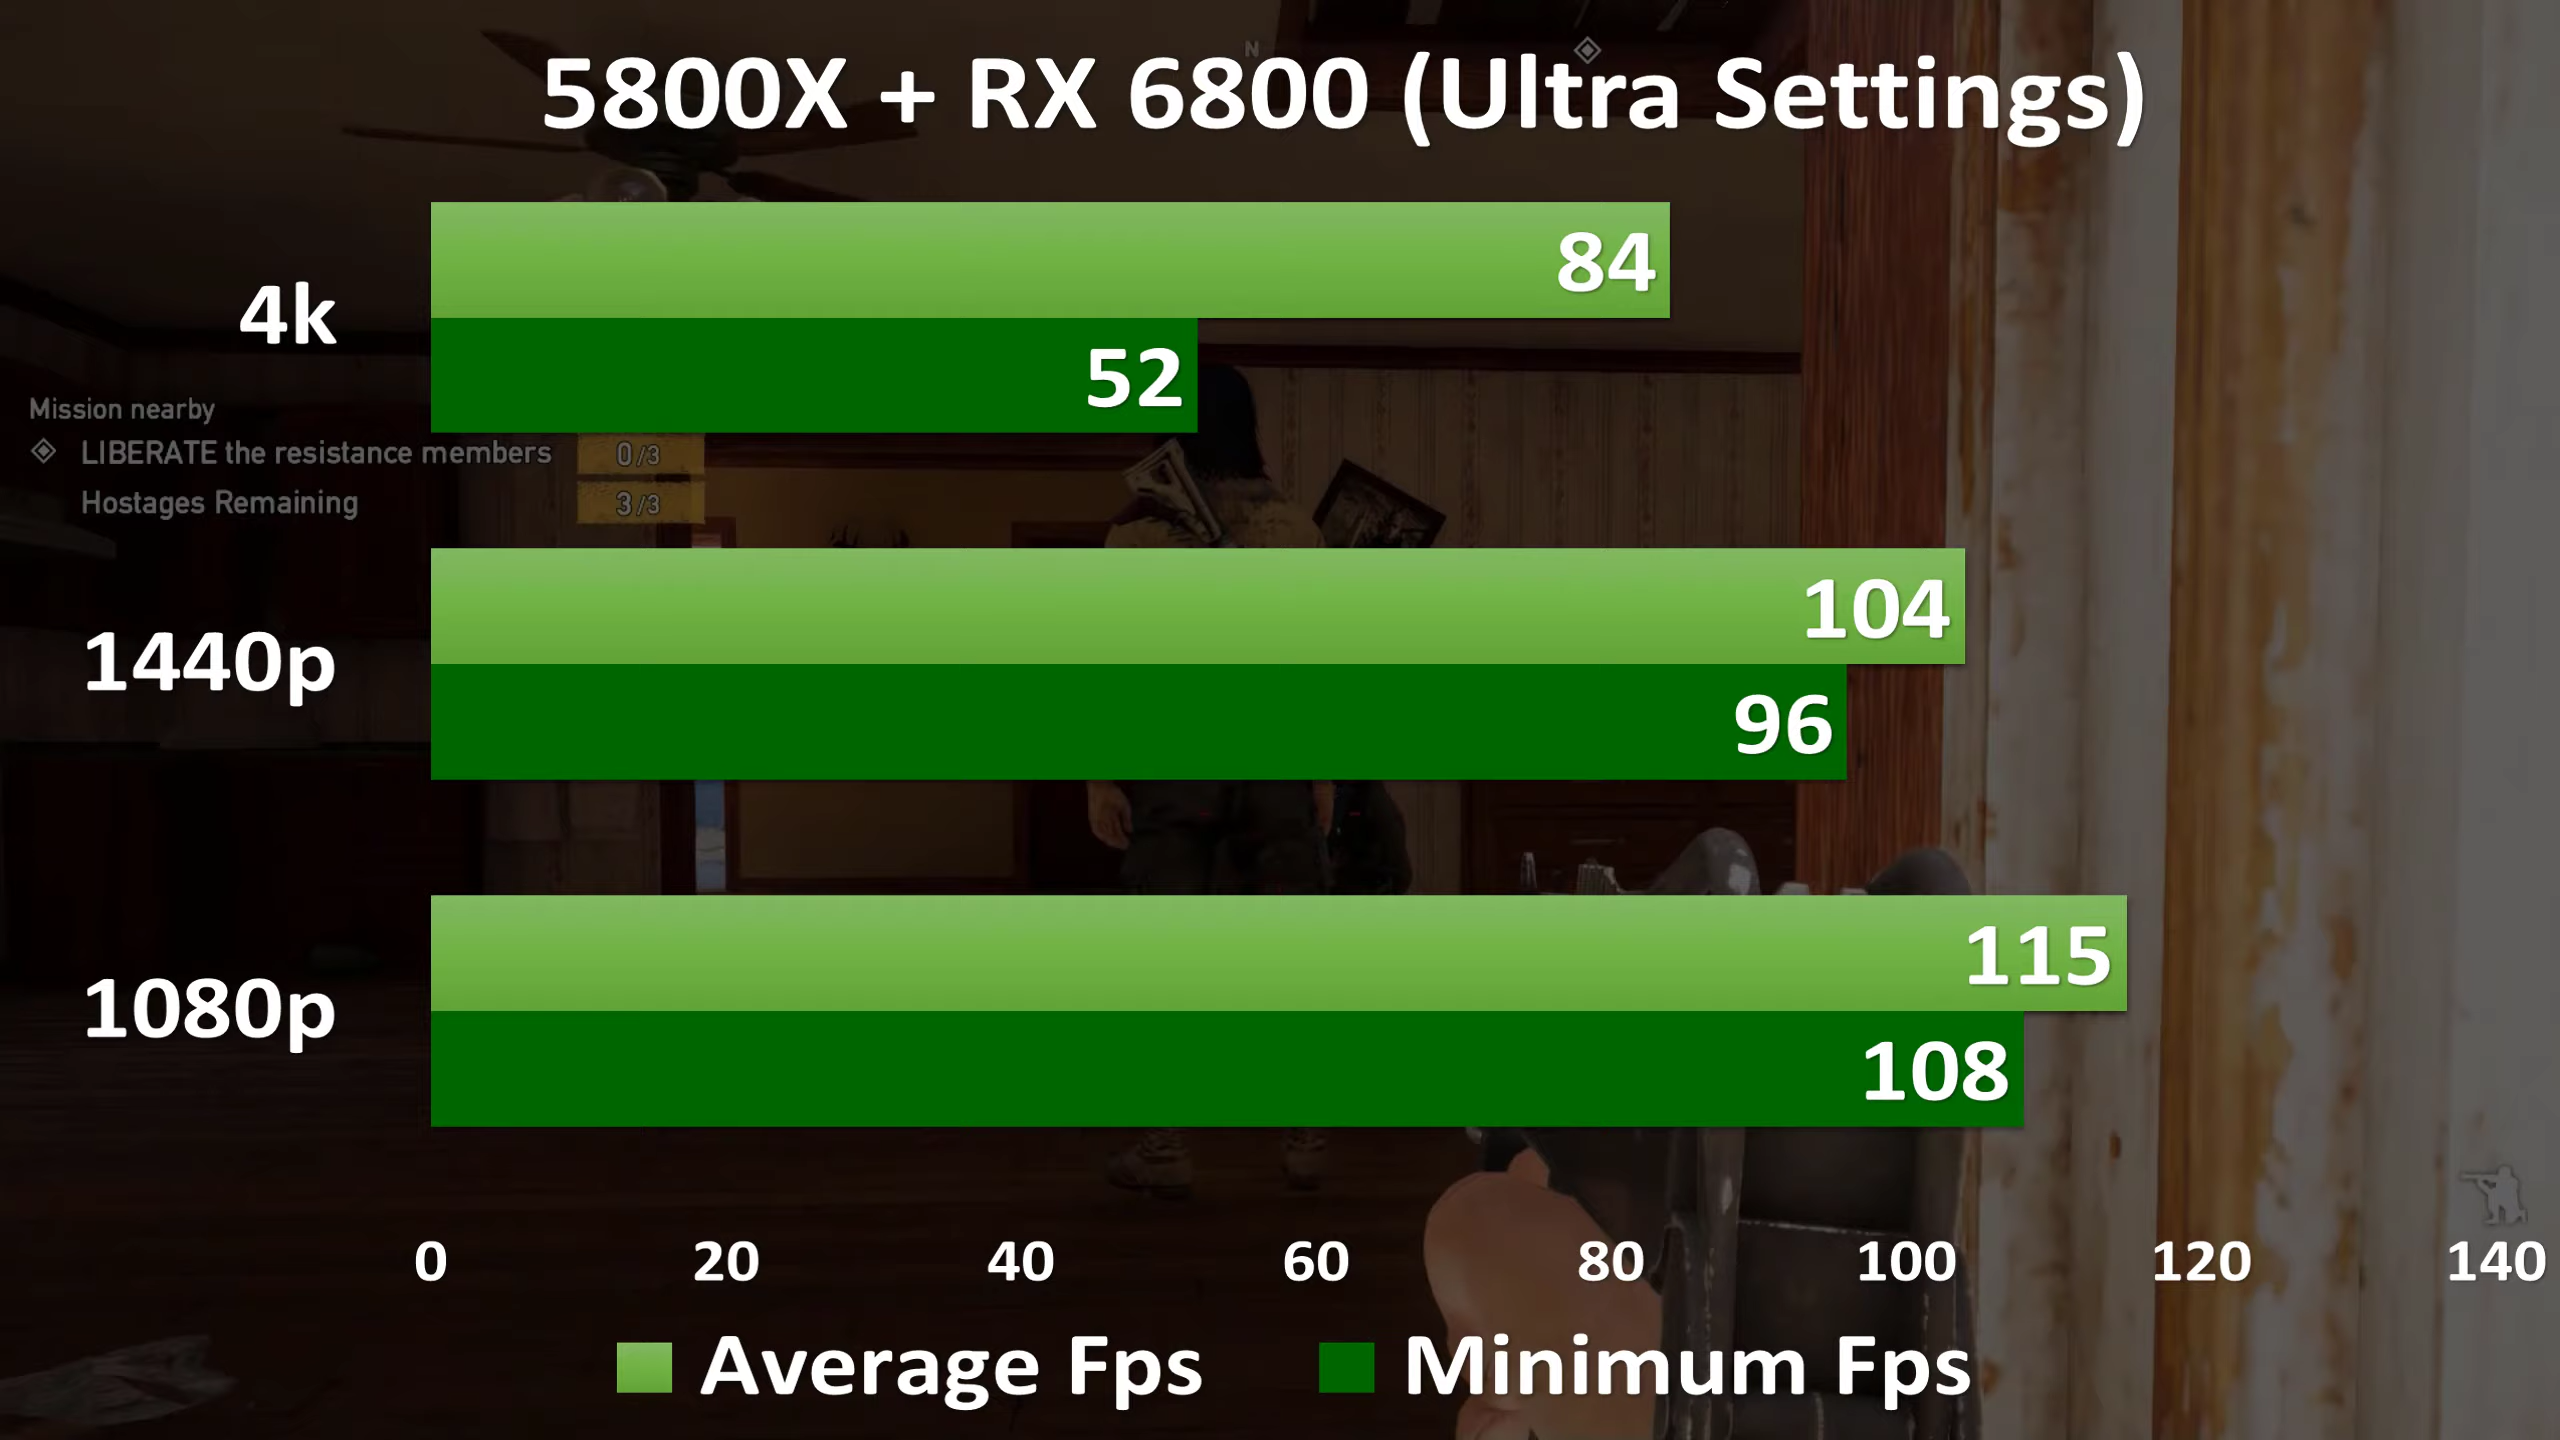 N
5800X + RX 6800 (Ultra Settings)
84
4k
52
Mission nearby
LIBERATE the resistance members 0/3
Hostages Remaining 3/3
104
1440p
96
115
1080p
108
0 20 40 60 80 100 120 140
Average Fps Minimum Fps